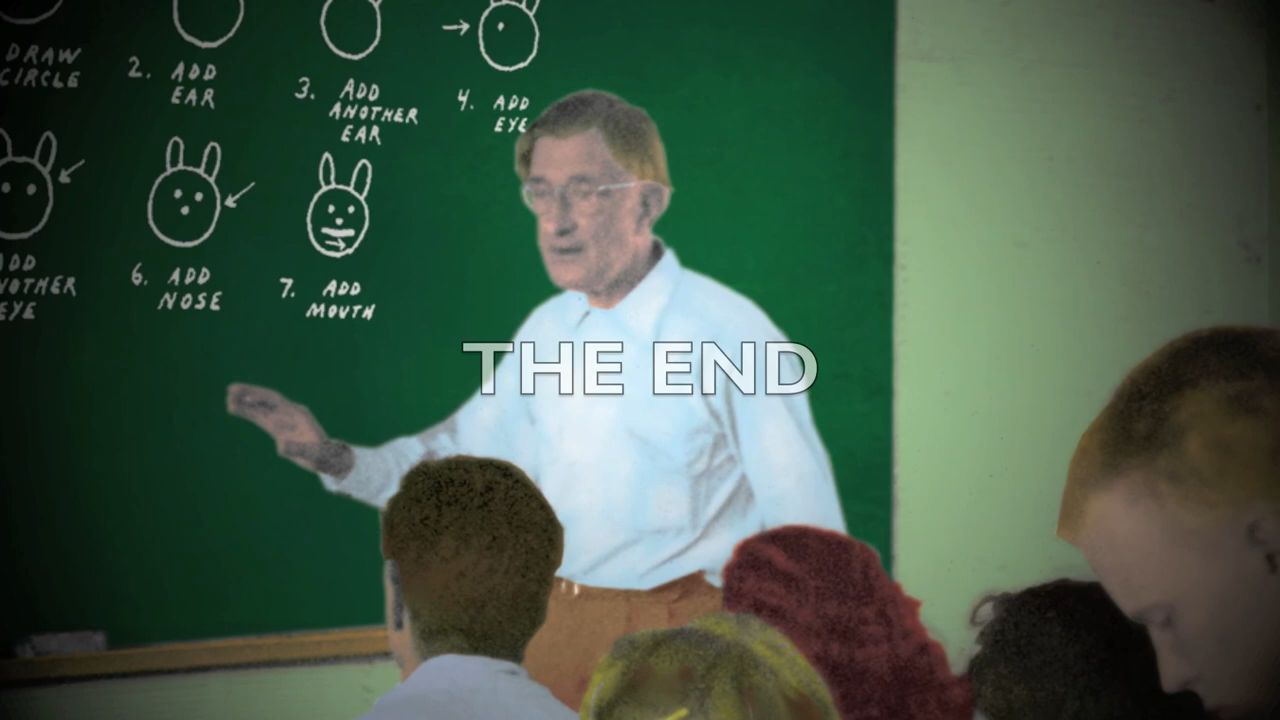 DRAW
CIRCLE
2. ADD
EAR
3. ADD
ANOTHER
EAR
4. ADD
EYE
ADD
NOTHER
EYE
6. ADD
NOSE
7. ADD
MOUTH
THE END